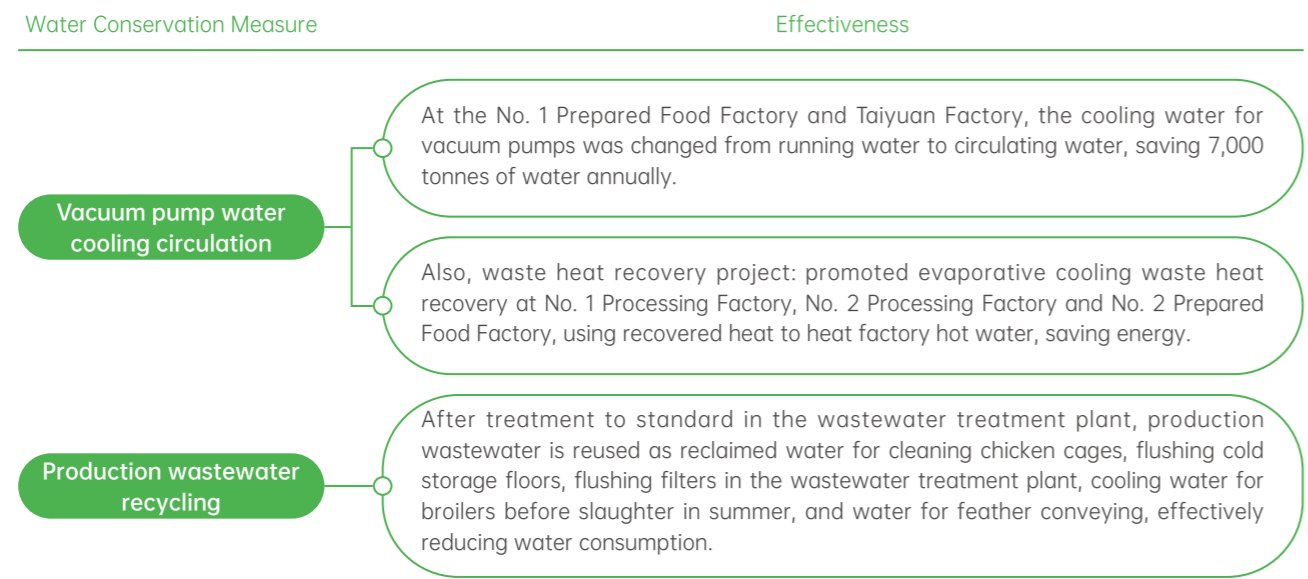 Water Conservation Measure
Effectiveness
Vacuum pump water
cooling circulation
At the No. 1 Prepared Food Factory and Taiyuan Factory, the cooling water for
vacuum pumps was changed from running water to circulating water, saving 7,000
tonnes of water annually.
Also, waste heat recovery project: promoted evaporative cooling waste heat
recovery at No. 1 Processing Factory, No. 2 Processing Factory and No. 2 Prepared
Food Factory, using recovered heat to heat factory hot water, saving energy.
Production wastewater
recycling
After treatment to standard in the wastewater treatment plant, production
wastewater is reused as reclaimed water for cleaning chicken cages, flushing cold
storage floors, flushing filters in the wastewater treatment plant, cooling water for
broilers before slaughter in summer, and water for feather conveying, effectively
reducing water consumption.